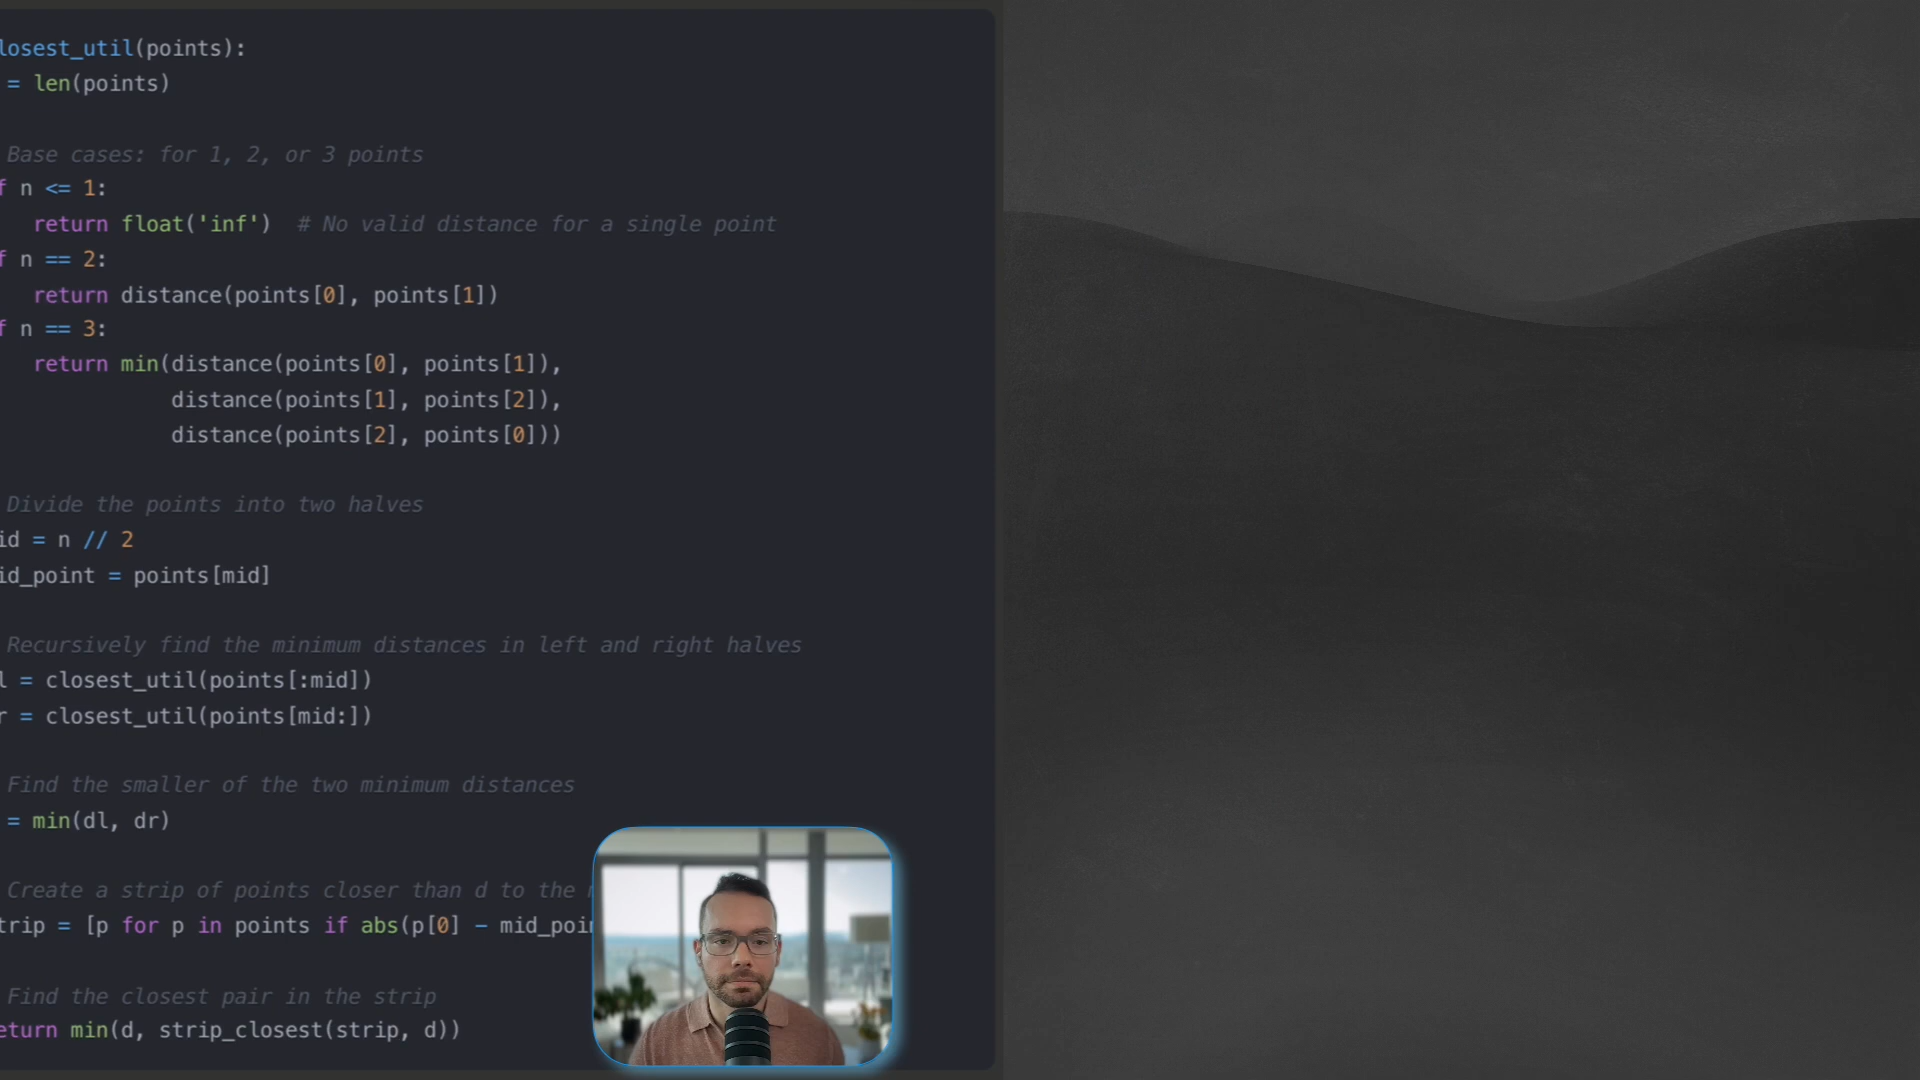 losest_util(points):
= len(points)
Base cases: for 1, 2, or 3 points
f n <= 1:
return float('inf')  # No valid distance for a single point
f n == 2:
return distance(points[0], points[1])
f n == 3:
return min(distance(points[0], points[1]),
distance(points[1], points[2]),
distance(points[2], points[0]))
Divide the points into two halves
id = n // 2
id_point = points[mid]
Recursively find the minimum distances in left and right halves
l = closest_util(points[:mid])
r = closest_util(points[mid:])
Find the smaller of the two minimum distances
= min(dl, dr)
Create a strip of points closer than d to the
trip = [p for p in points if abs(p[0] - mid_poin
Find the closest pair in the strip
eturn min(d, strip_closest(strip, d))